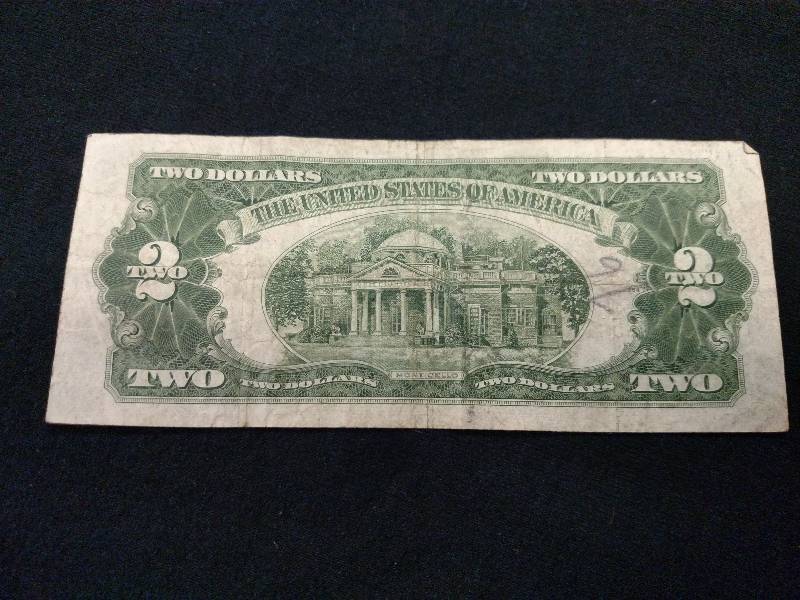 TWO DOLLARS TWO DOLLARS
THE UNITED STATES OF AMERICA
2 2
TWO TWO
TWO TWO DOLLARS MONTICELLO TWO DOLLARS TWO